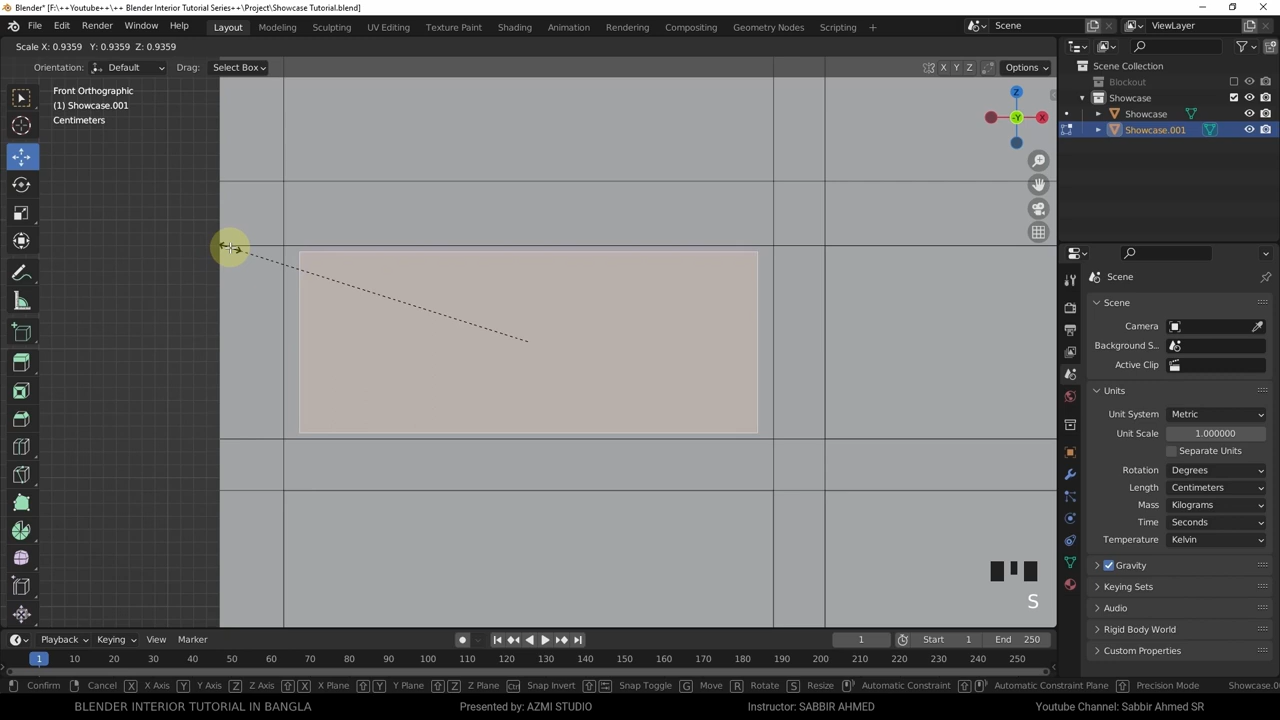 Blender* [F:\++Youtube++\++ Blender Interior Tutorial Series++\Project\Showcase Tutorial.blend]
File Edit Render Window Help Layout Modeling Sculpting UV Editing Texture Paint Shading Animation Rendering Compositing Geometry Nodes Scripting + Scene ViewLayer
Scale X: 0.9359 Y: 0.9359 Z: 0.9359
Orientation: Default Drag: Select Box X Y Z Options
Front Orthographic
(1) Showcase.001
Centimeters
Z
-Y X
Scene Collection
Blockout
Showcase
Showcase
Showcase.001
Scene
Scene
Camera
Background S...
Active Clip
Units
Unit System Metric
Unit Scale 1.000000
Separate Units
Rotation Degrees
Length Centimeters
Mass Kilograms
Time Seconds
Temperature Kelvin
Gravity
Keying Sets
Audio
Rigid Body World
Custom Properties
S
Playback Keying View Marker 1 Start 1 End 250
1 10 20 30 40 50 60 70 80 90 100 110 120 130 140 150 160 170 180 190 200 210 220 230 240 250
Confirm Cancel X X Axis Y Y Axis Z Z Axis X X Plane Y Y Plane Z Z Plane Ctrl Snap Invert Snap Toggle G Move R Rotate S Resize Automatic Constraint Automatic Constraint Plane Precision Mode Showcase.0
BLENDER INTERIOR TUTORIAL IN BANGLA Presented by: AZMI STUDIO Instructor: SABBIR AHMED Youtube Channel: Sabbir Ahmed SR